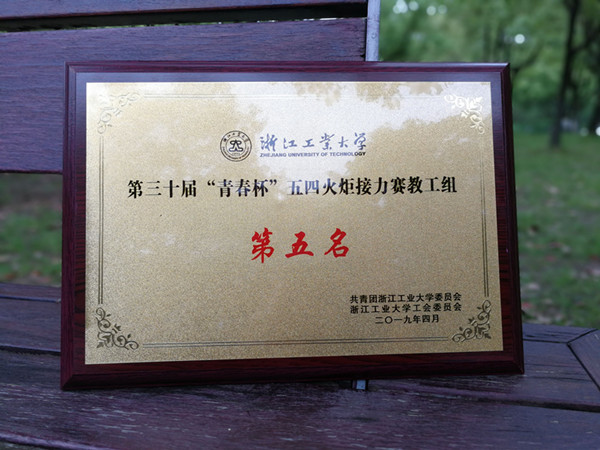 浙江工业大学
ZHEJIANG UNIVERSITY OF TECHNOLOGY
第三十届“青春杯”五四火炬接力赛教工组
第五名
共青团浙江工业大学委员会
浙江工业大学工会委员会
二〇一九年四月